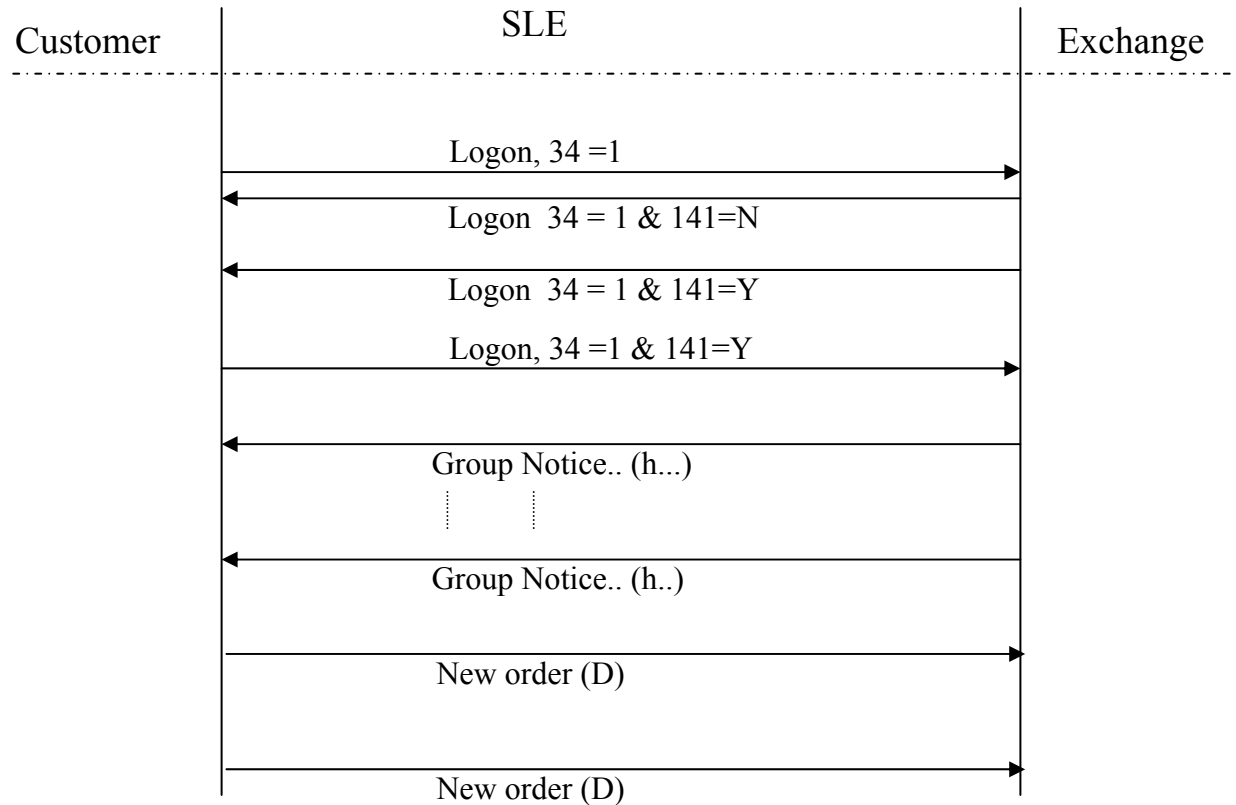 SLE
Customer
Exchange
Logon, 34 =1
Logon 34 = 1 & 141=N
Logon 34 = 1 & 141=Y
Logon, 34 =1 & 141=Y
Group Notice.. (h...)
Group Notice.. (h..)
New order (D)
New order (D)